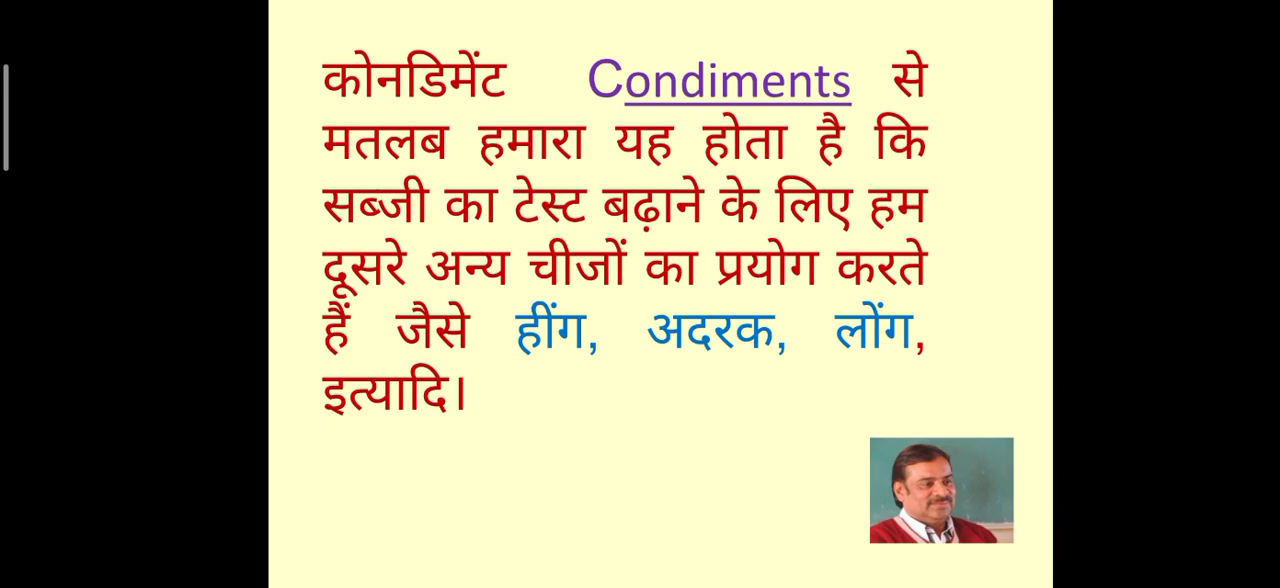 कोनडिमेंट Condiments से
मतलब हमारा यह होता है कि
सब्जी का टेस्ट बढ़ाने के लिए हम
दूसरे अन्य चीजों का प्रयोग करते
हैं जैसे हींग, अदरक, लोंग,
इत्यादि।